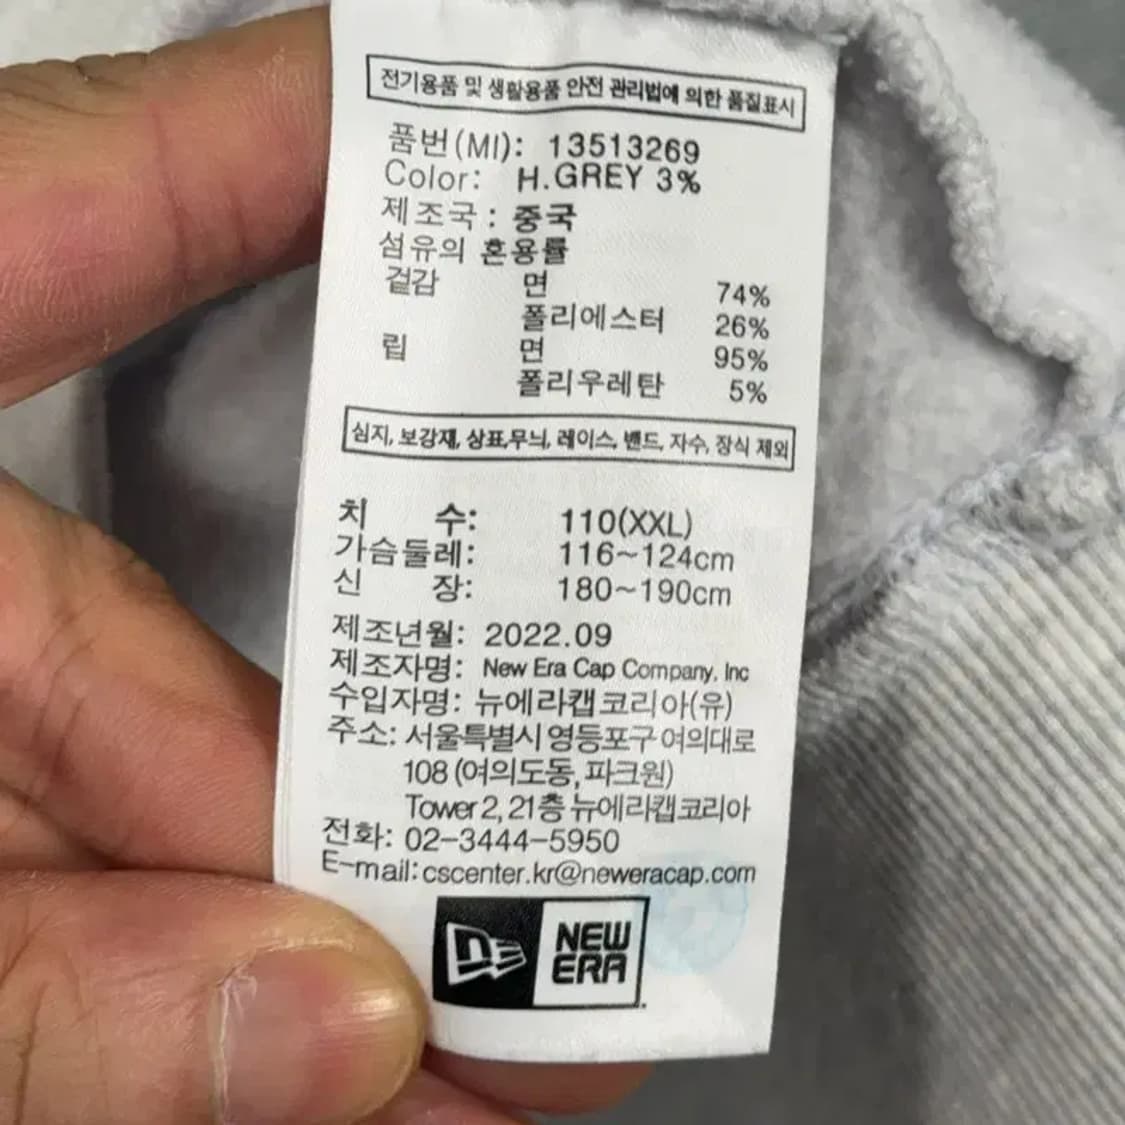 전기용품 및 생활용품 안전 관리법에 의한 품질표시
품번(MI): 13513269
Color: H.GREY 3%
제조국: 중국
섬유의 혼용률
겉감 면 74%
폴리에스터 26%
립 면 95%
폴리우레탄 5%
심지, 보강재, 상표,무늬, 레이스, 밴드, 자수, 장식 제외
치 수: 110(XXL)
가슴둘레: 116~124cm
신 장: 180~190cm
제조년월: 2022.09
제조자명: New Era Cap Company, Inc
수입자명: 뉴에라캡코리아(유)
주소: 서울특별시 영등포구 여의대로
108 (여의도동, 파크원)
Tower 2, 21층 뉴에라캡코리아
전화: 02-3444-5950
E-mail: cscenter.kr@neweracap.com
NEW
ERA